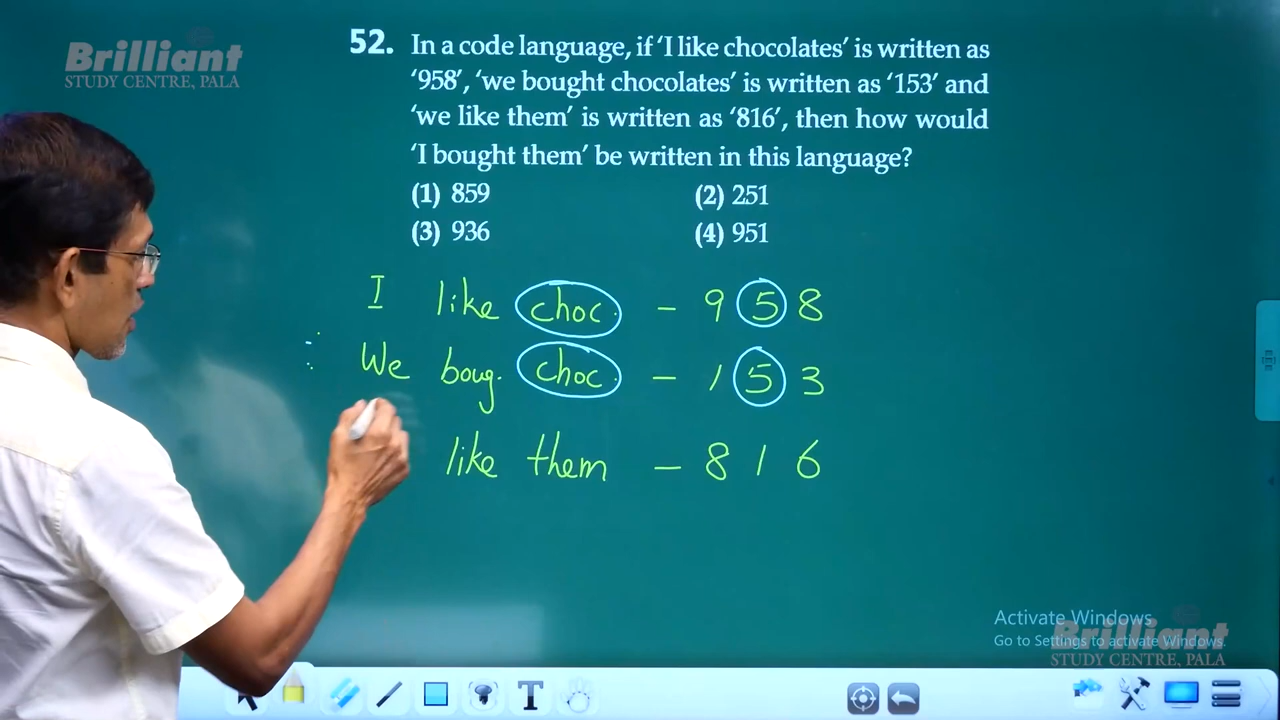 Brilliant
STUDY CENTRE, PALA
52. In a code language, if ‘I like chocolates’ is written as
‘958’, ‘we bought chocolates’ is written as ‘153’ and
‘we like them’ is written as ‘816’, then how would
‘I bought them’ be written in this language?
(1) 859 (2) 251
(3) 936 (4) 951
I like choc. – 9 5 8
We boug. choc. – 1 5 3
like them – 8 1 6
Activate Windows
Go to Settings to activate Windows.
Brilliant
STUDY CENTRE, PALA
T